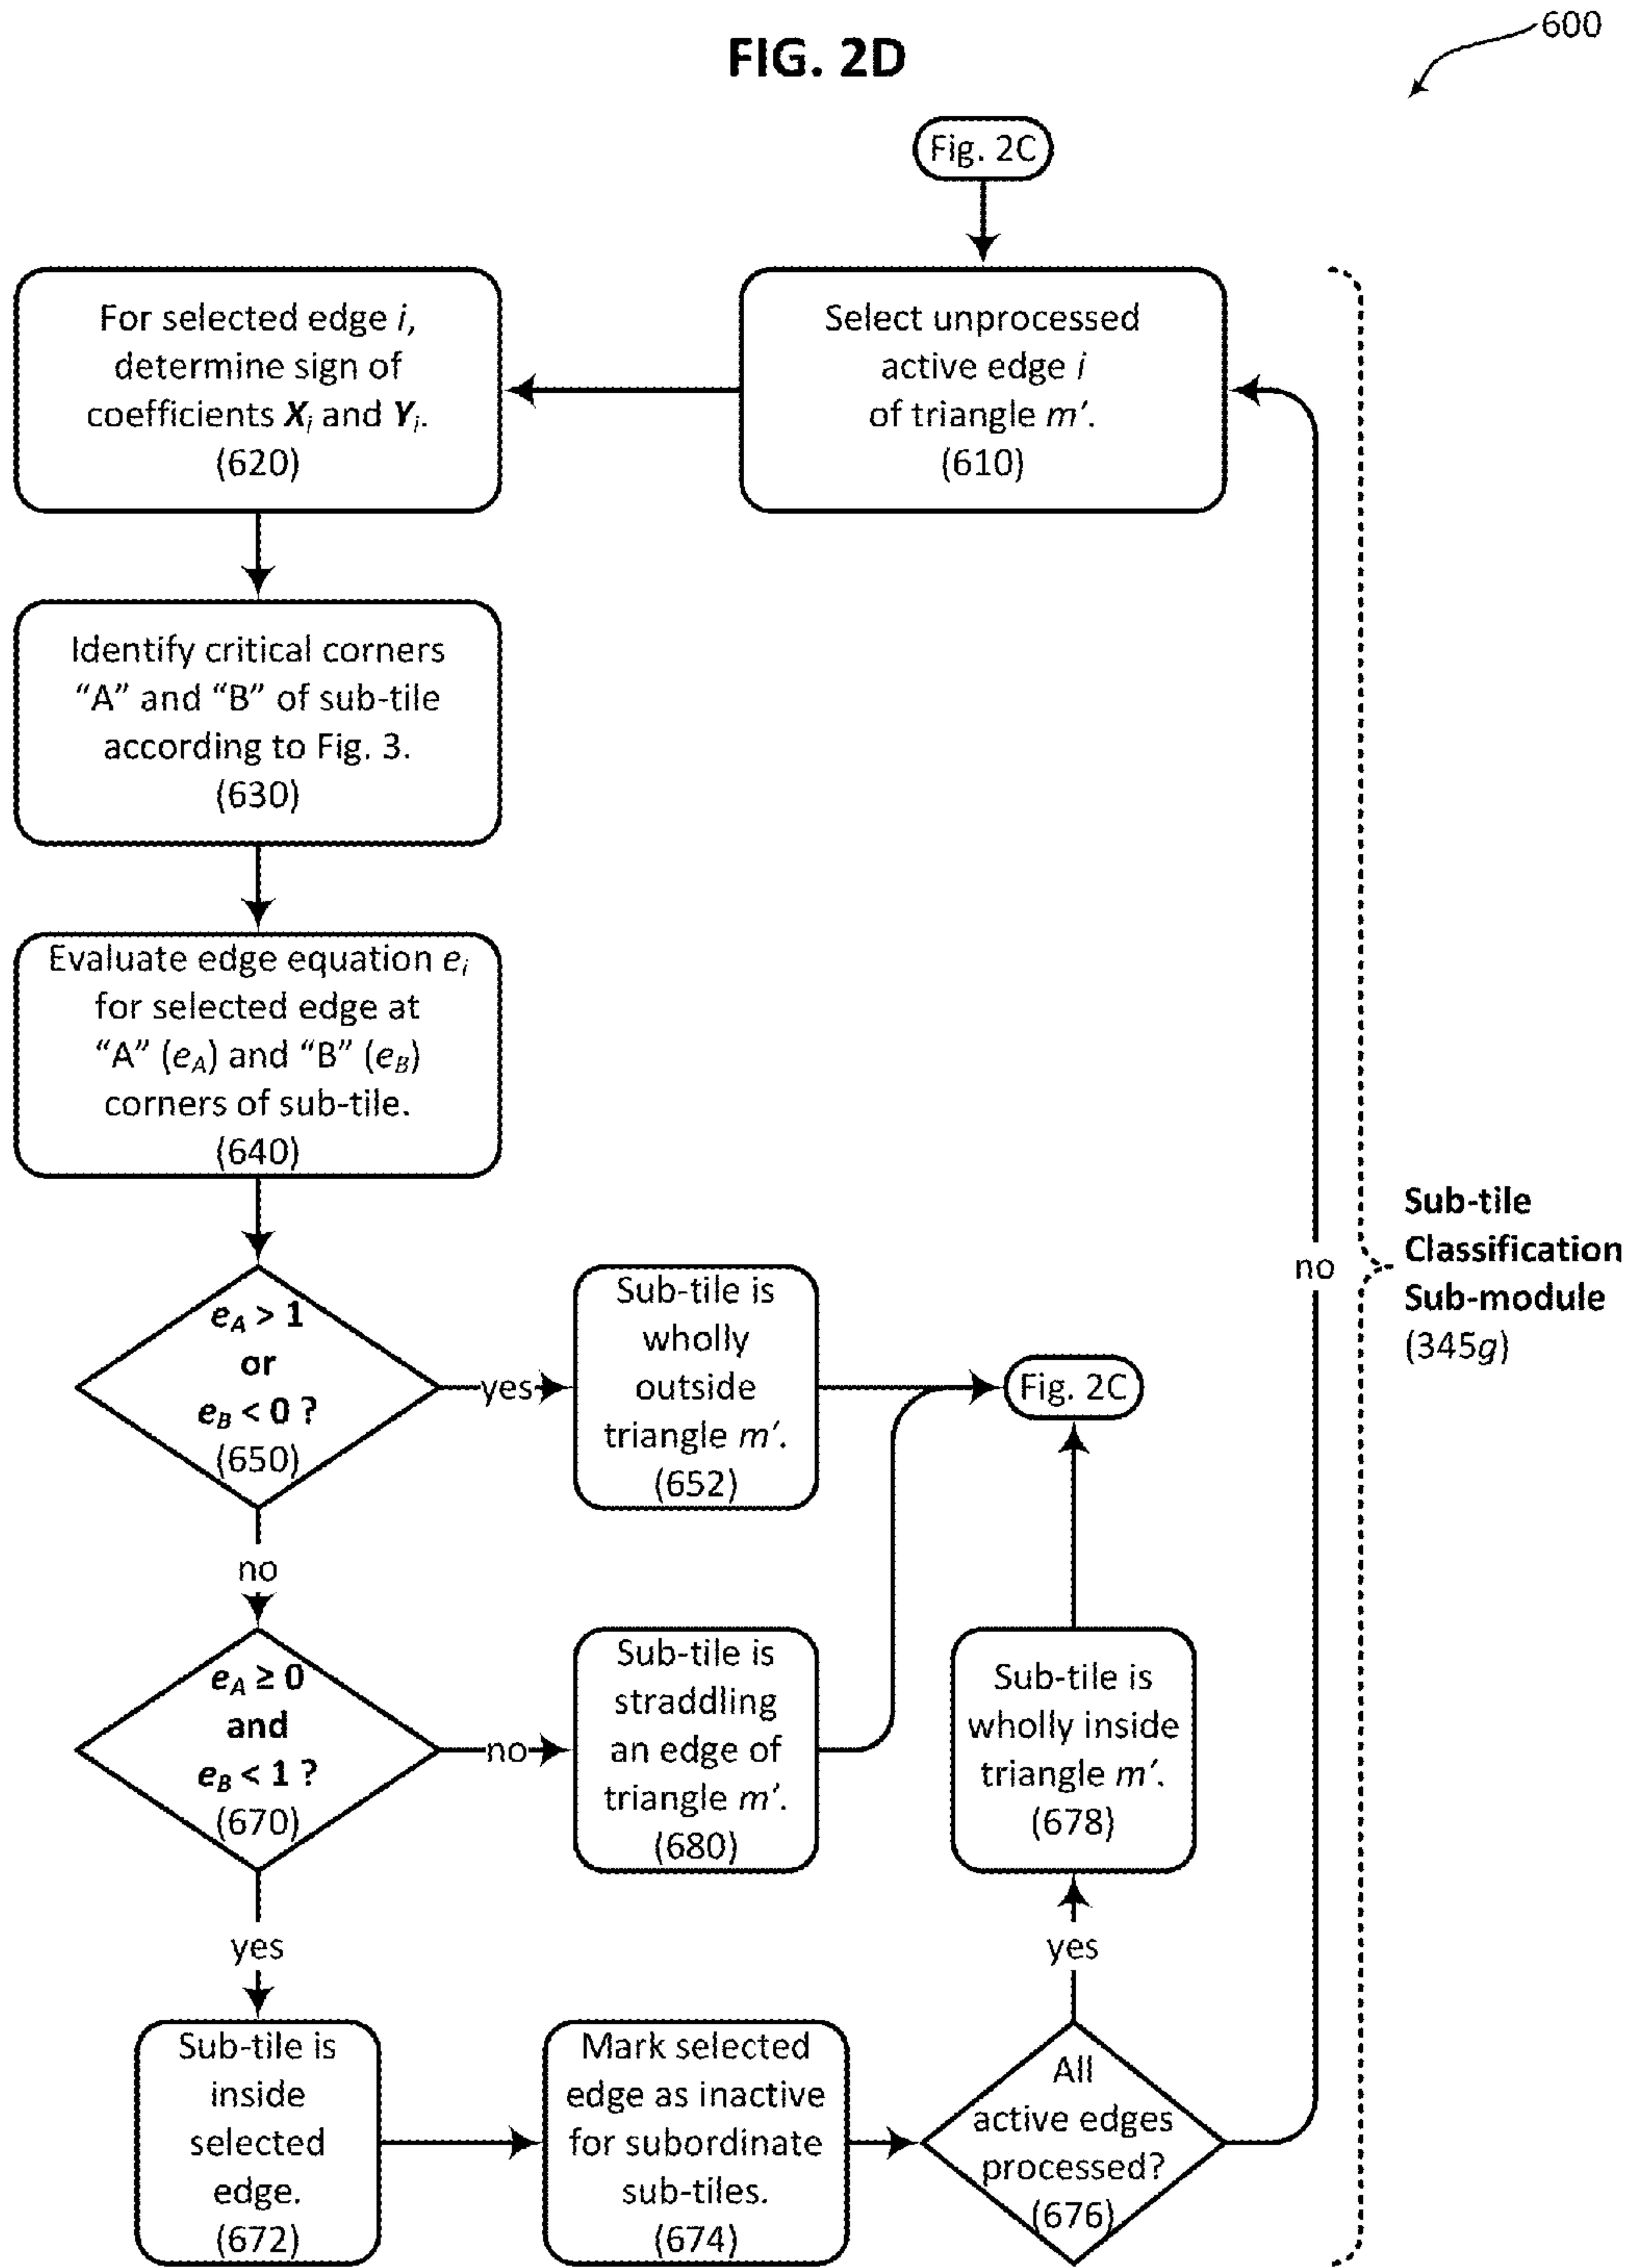 FIG. 2D
600
Fig. 2C
Select unprocessed
active edge i
of triangle m'.
(610)
For selected edge i,
determine sign of
coefficients Xi and Yi.
(620)
Identify critical corners
“A” and “B” of sub-tile
according to Fig. 3.
(630)
Evaluate edge equation ei
for selected edge at
“A” (eA) and “B” (eB)
corners of sub-tile.
(640)
eA > 1
or
eB < 0 ?
(650)
yes
Sub-tile is
wholly
outside
triangle m'.
(652)
Fig. 2C
no
eA ≥ 0
and
eB < 1 ?
(670)
no
Sub-tile is
straddling
an edge of
triangle m'.
(680)
Sub-tile is
wholly inside
triangle m'.
(678)
yes
Sub-tile is
inside
selected
edge.
(672)
Mark selected
edge as inactive
for subordinate
sub-tiles.
(674)
All
active edges
processed?
(676)
yes
no
Sub-tile
Classification
Sub-module
(345g)